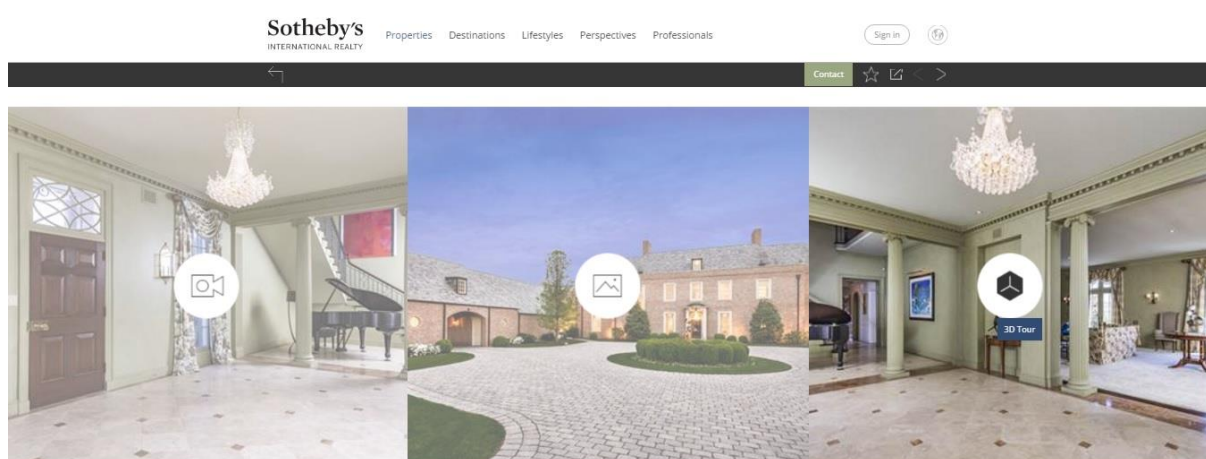 Sotheby's
INTERNATIONAL REALTY
Properties Destinations Lifestyles Perspectives Professionals
Sign in
Contact
3D Tour